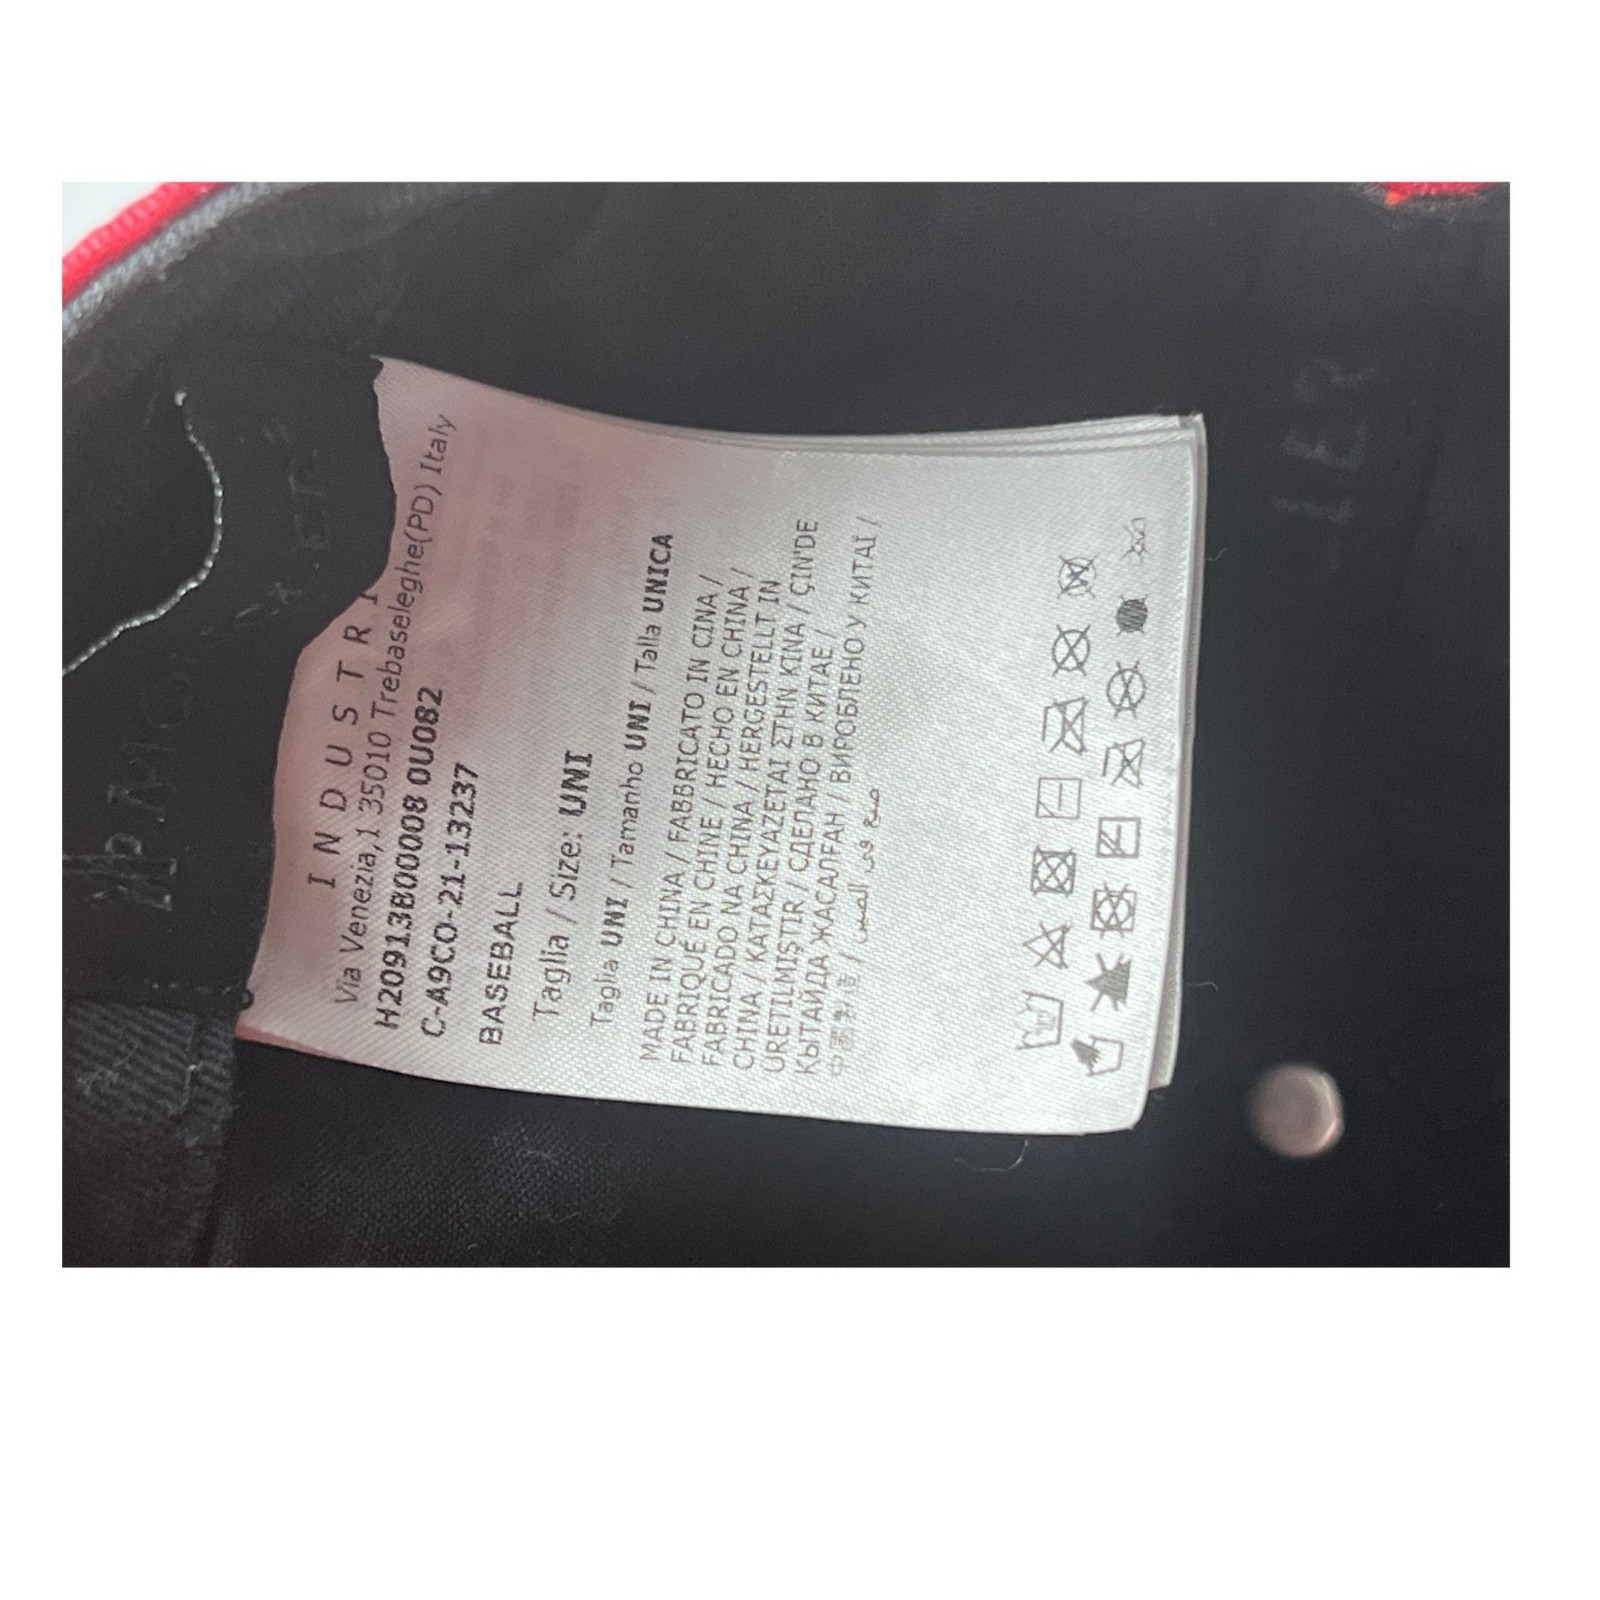 INDUSTRI
Via Venezia,1 35010 Trebaseleghe(PD) Italy
H20913B00008 0U082
C-A9CO-21-13237
BASEBALL
Taglia / Size: UNI
Taglia UNI / Tamanho UNI / Talla UNICA
MADE IN CHINA / FABBRICATO IN CINA /
FABRIQUÉ EN CHINE / HECHO EN CHINA /
FABRICADO NA CHINA / HERGESTELLT IN
CHINA / ΚΑΤΑΣΚΕΥΑΖΕΤΑΙ ΣΤΗΝ ΚΙΝΑ / ÇIN'DE
URETILMIŞTIR / СДЕЛАНО В КИТАЕ /
КЫТАЙДА ЖАСАЛҒАН / ВИРОБЛЕНО У КИТАЇ /
中国制造 / صنع في الصين